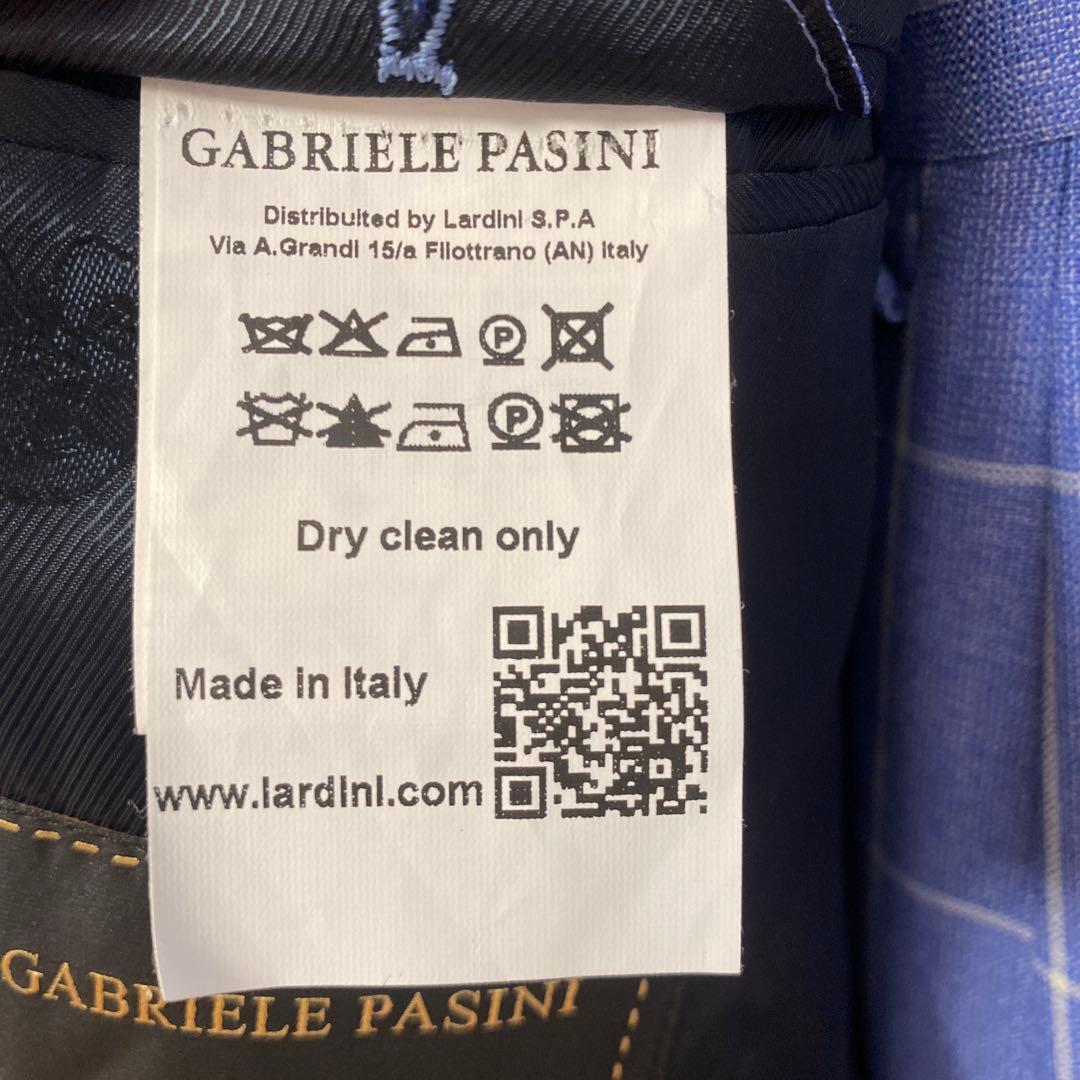 GABRIELE PASINI
Distribuited by Lardini S.P.A
Via A.Grandi 15/a Filottrano (AN) Italy
P
P
Dry clean only
Made in Italy
www.lardini.com
GABRIELE PASINI